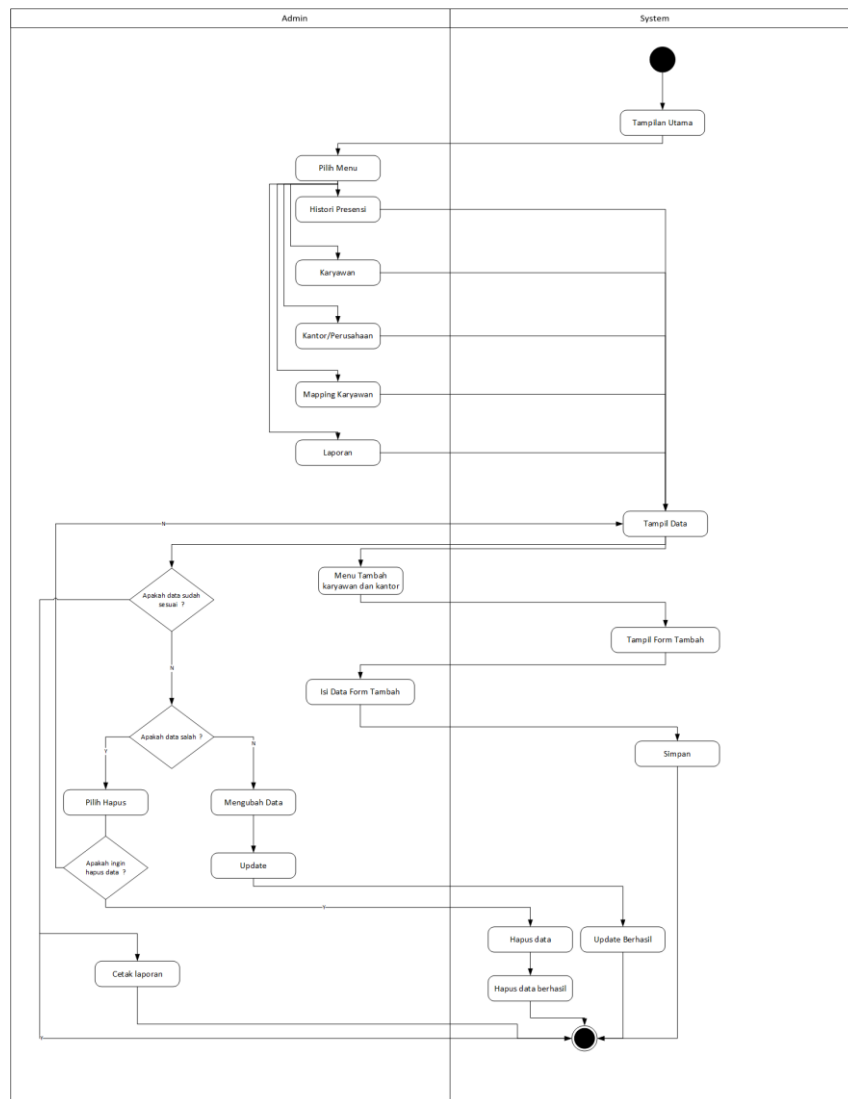 Admin
System
Tampilan Utama
Pilih Menu
Histori Presensi
Karyawan
Kantor/Perusahaan
Mapping Karyawan
Laporan
N
Tampil Data
Apakah data sudah
sesuai ?
Menu Tambah
karyawan dan kantor
Tampil Form Tambah
N
Isi Data Form Tambah
Apakah data salah ?
Y
N
Simpan
Pilih Hapus
Mengubah Data
Apakah ingin
hapus data ?
Update
Y
Hapus data
Update Berhasil
Cetak laporan
Hapus data berhasil
Y